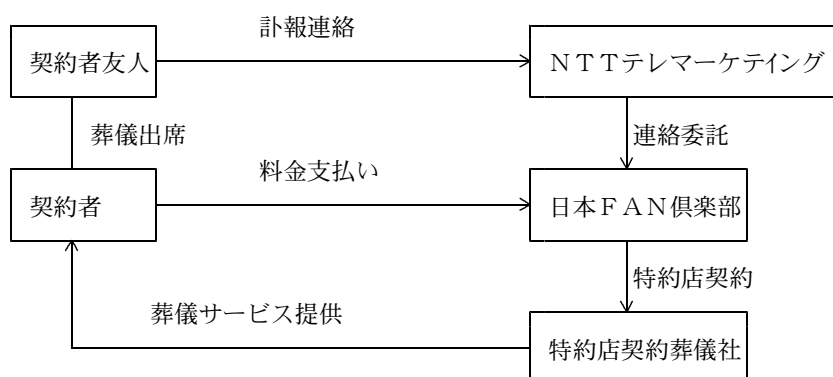 訃報連絡
契約者友人
ＮＴＴテレマーケテイング
葬儀出席
連絡委託
料金支払い
契約者
日本ＦＡＮ倶楽部
特約店契約
葬儀サービス提供
特約店契約葬儀社